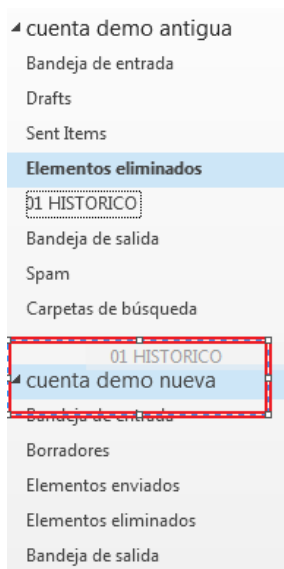 cuenta demo antigua
Bandeja de entrada
Drafts
Sent Items
Elementos eliminados
01 HISTORICO
Bandeja de salida
Spam
Carpetas de búsqueda
01 HISTORICO
cuenta demo nueva
Bandeja de entrada
Borradores
Elementos enviados
Elementos eliminados
Bandeja de salida